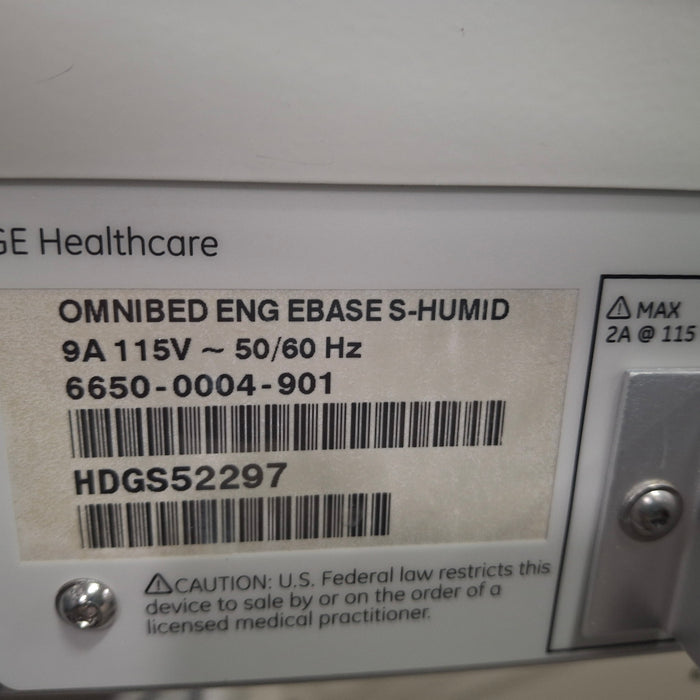 GE Healthcare
OMNIBED ENG EBASE S-HUMID
9A 115V ~ 50/60 Hz
6650-0004-901
HDGS52297
⚠CAUTION: U.S. Federal law restricts this
device to sale by or on the order of a
licensed medical practitioner.
⚠ MAX
2A @ 115